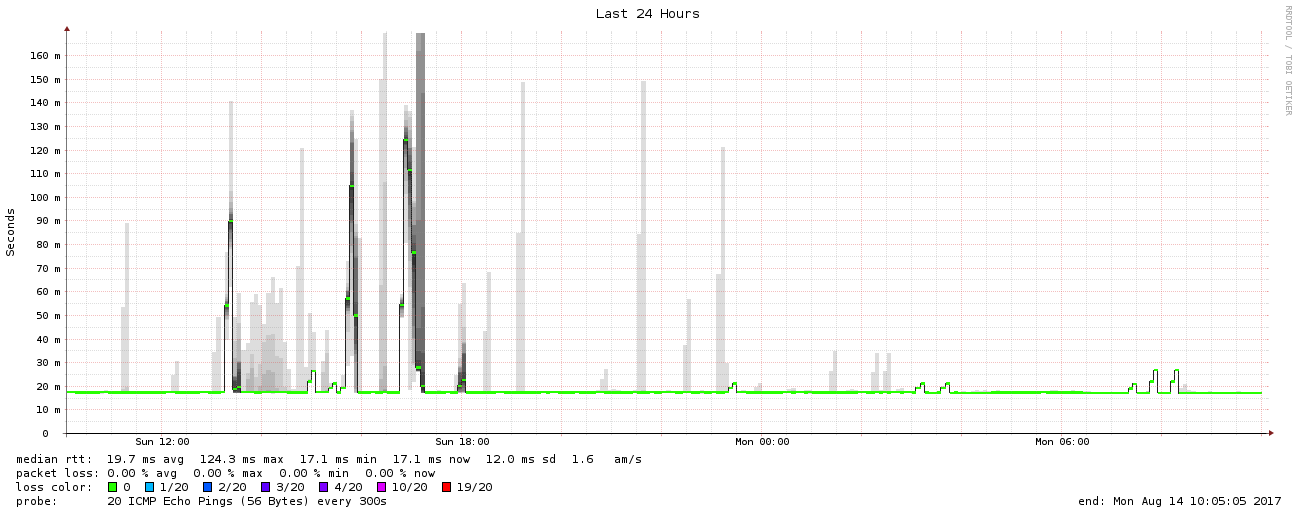 Last 24 Hours
RRDTOOL / TOBI OETIKER
Seconds
160 m
150 m
140 m
130 m
120 m
110 m
100 m
90 m
80 m
70 m
60 m
50 m
40 m
30 m
20 m
10 m
0
Sun 12:00 Sun 18:00 Mon 00:00 Mon 06:00
median rtt: 19.7 ms avg 124.3 ms max 17.1 ms min 17.1 ms now 12.0 ms sd 1.6 am/s
packet loss: 0.00 % avg 0.00 % max 0.00 % min 0.00 % now
loss color: 0 1/20 2/20 3/20 4/20 10/20 19/20
probe: 20 ICMP Echo Pings (56 Bytes) every 300s end: Mon Aug 14 10:05:05 2017